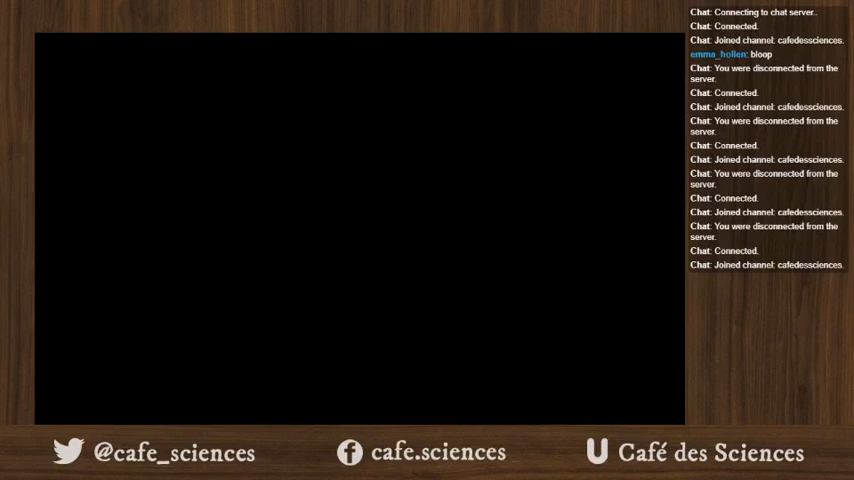 Chat: Connecting to chat server..
Chat: Connected.
Chat: Joined channel: cafedessciences.
emma_hollen: bloop
Chat: You were disconnected from the
server.
Chat: Connected.
Chat: Joined channel: cafedessciences.
Chat: You were disconnected from the
server.
Chat: Connected.
Chat: Joined channel: cafedessciences.
Chat: You were disconnected from the
server.
Chat: Connected.
Chat: Joined channel: cafedessciences.
Chat: You were disconnected from the
server.
Chat: Connected.
Chat: Joined channel: cafedessciences.
@cafe_sciences
cafe.sciences
Café des Sciences